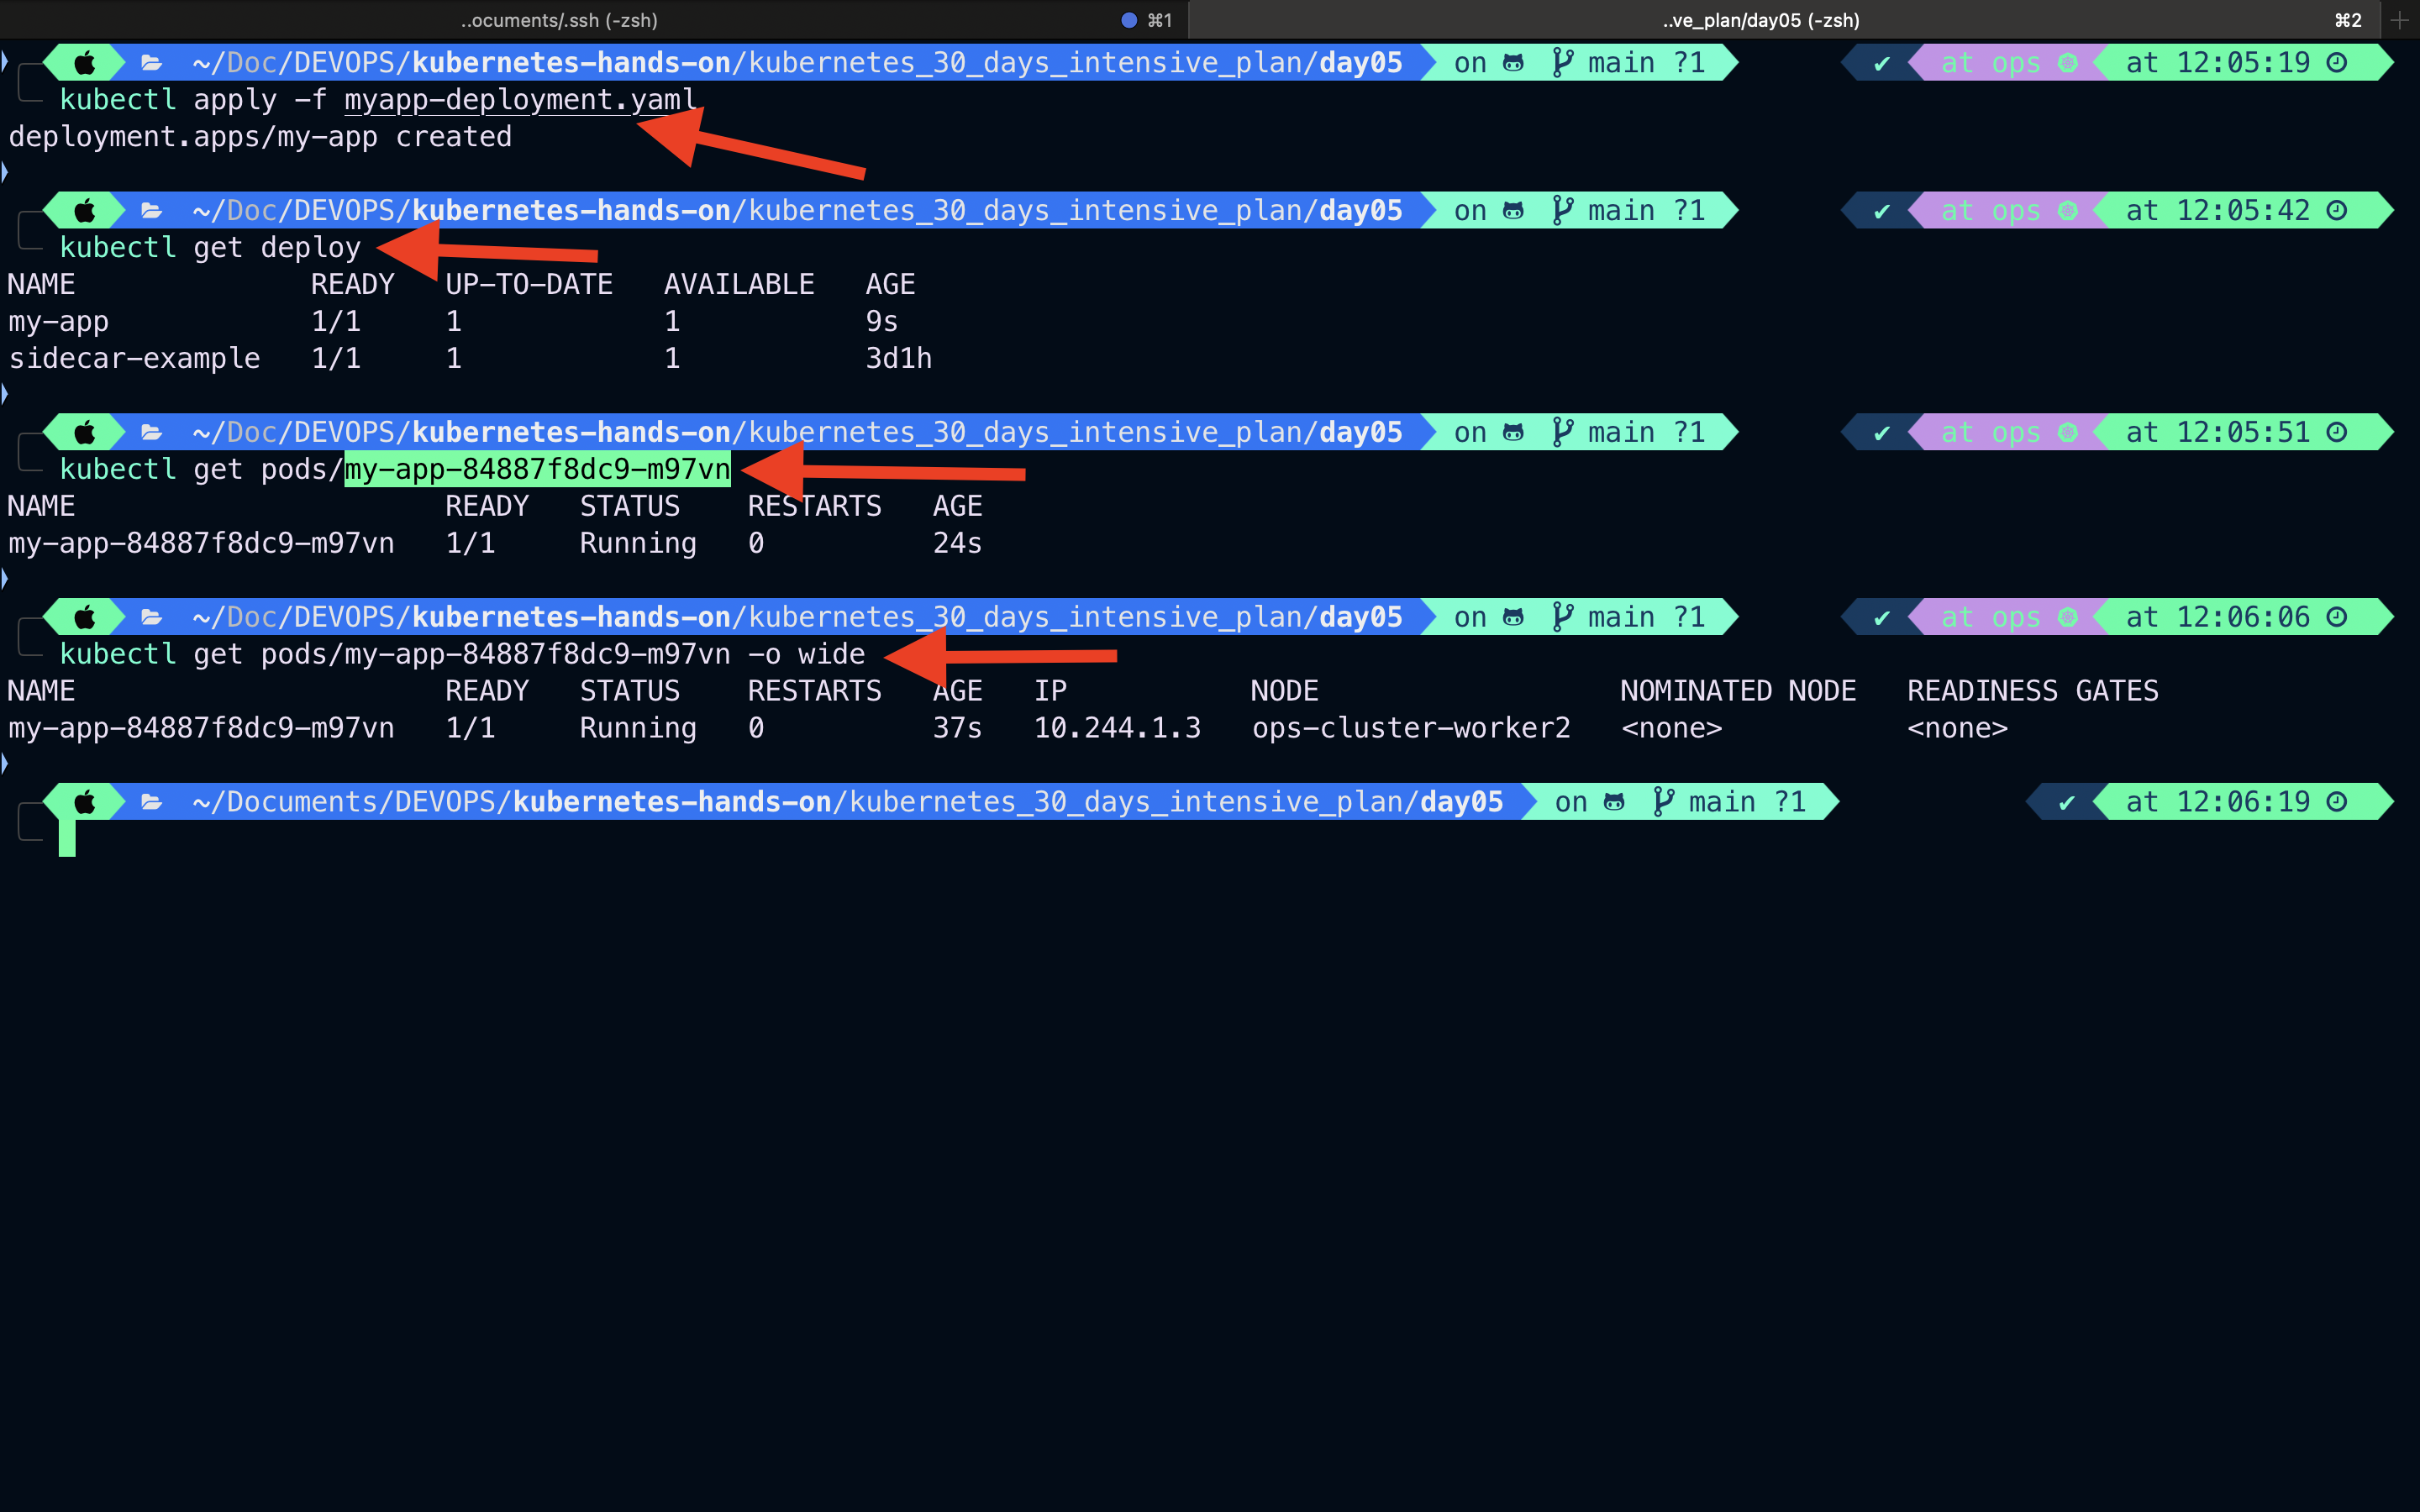 ..ocuments/.ssh (-zsh) ⌘1 ..ve_plan/day05 (-zsh) ⌘2
~/Doc/DEVOPS/kubernetes-hands-on/kubernetes_30_days_intensive_plan/day05 on main ?1 ✔ at ops at 12:05:19
kubectl apply -f myapp-deployment.yaml
deployment.apps/my-app created
~/Doc/DEVOPS/kubernetes-hands-on/kubernetes_30_days_intensive_plan/day05 on main ?1 ✔ at ops at 12:05:42
kubectl get deploy
NAME READY UP-TO-DATE AVAILABLE AGE
my-app 1/1 1 1 9s
sidecar-example 1/1 1 1 3d1h
~/Doc/DEVOPS/kubernetes-hands-on/kubernetes_30_days_intensive_plan/day05 on main ?1 ✔ at ops at 12:05:51
kubectl get pods/my-app-84887f8dc9-m97vn
NAME READY STATUS RESTARTS AGE
my-app-84887f8dc9-m97vn 1/1 Running 0 24s
~/Doc/DEVOPS/kubernetes-hands-on/kubernetes_30_days_intensive_plan/day05 on main ?1 ✔ at ops at 12:06:06
kubectl get pods/my-app-84887f8dc9-m97vn -o wide
NAME READY STATUS RESTARTS AGE IP NODE NOMINATED NODE READINESS GATES
my-app-84887f8dc9-m97vn 1/1 Running 0 37s 10.244.1.3 ops-cluster-worker2 <none> <none>
~/Documents/DEVOPS/kubernetes-hands-on/kubernetes_30_days_intensive_plan/day05 on main ?1 ✔ at 12:06:19